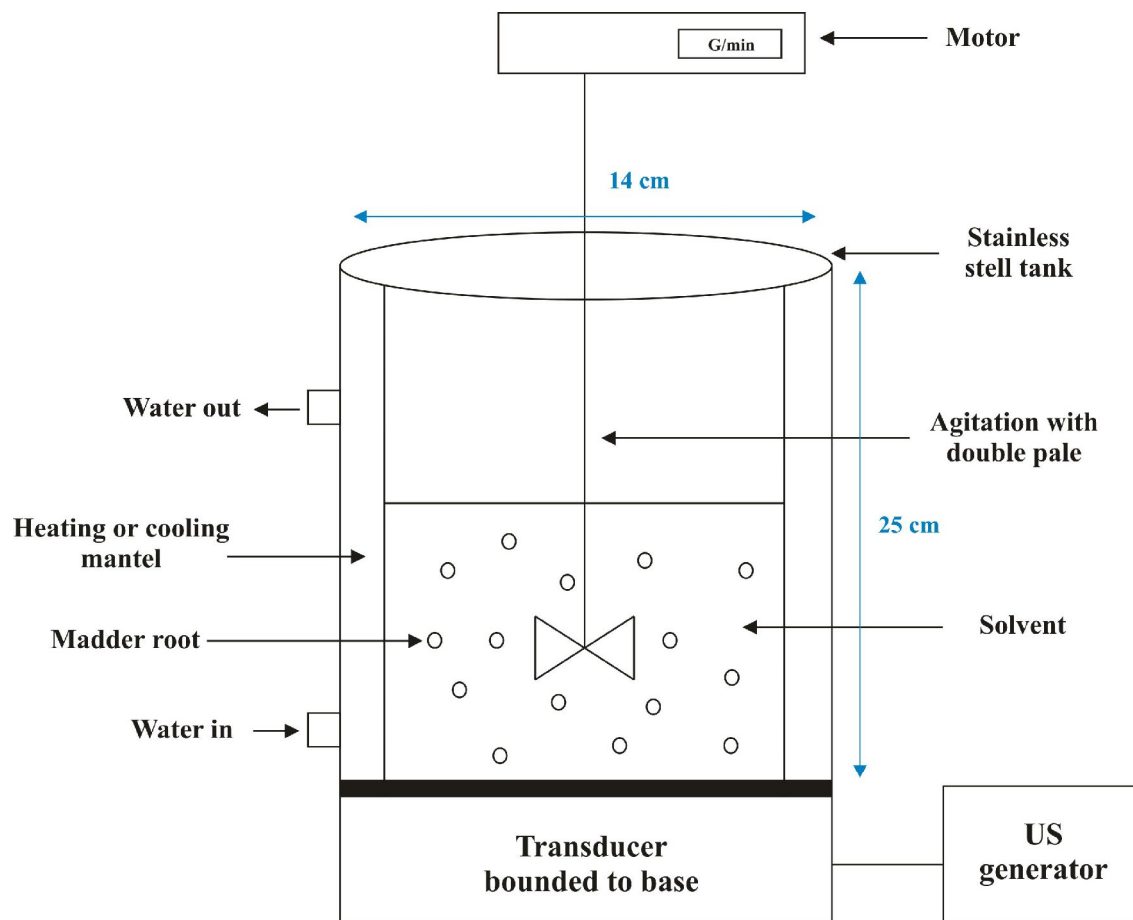 G/min
Motor
14 cm
Stainless
stell tank
Water out
Agitation with
double pale
Heating or cooling
mantel
25 cm
Madder root
Solvent
Water in
Transducer
bounded to base
US
generator